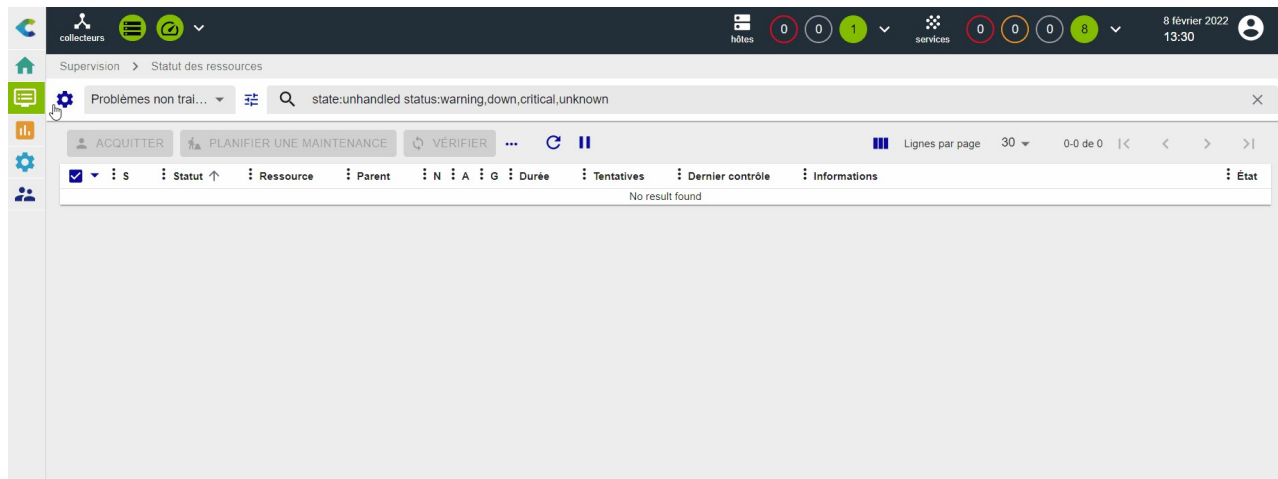 collecteurs
hôtes 0 0 1
services 0 0 0 8
8 février 2022
13:30
Supervision > Statut des ressources
Problèmes non trai... state:unhandled status:warning,down,critical,unknown
ACQUITTER PLANIFIER UNE MAINTENANCE VÉRIFIER ... Lignes par page 30 0-0 de 0
S Statut Ressource Parent N A G Durée Tentatives Dernier contrôle Informations État
No result found